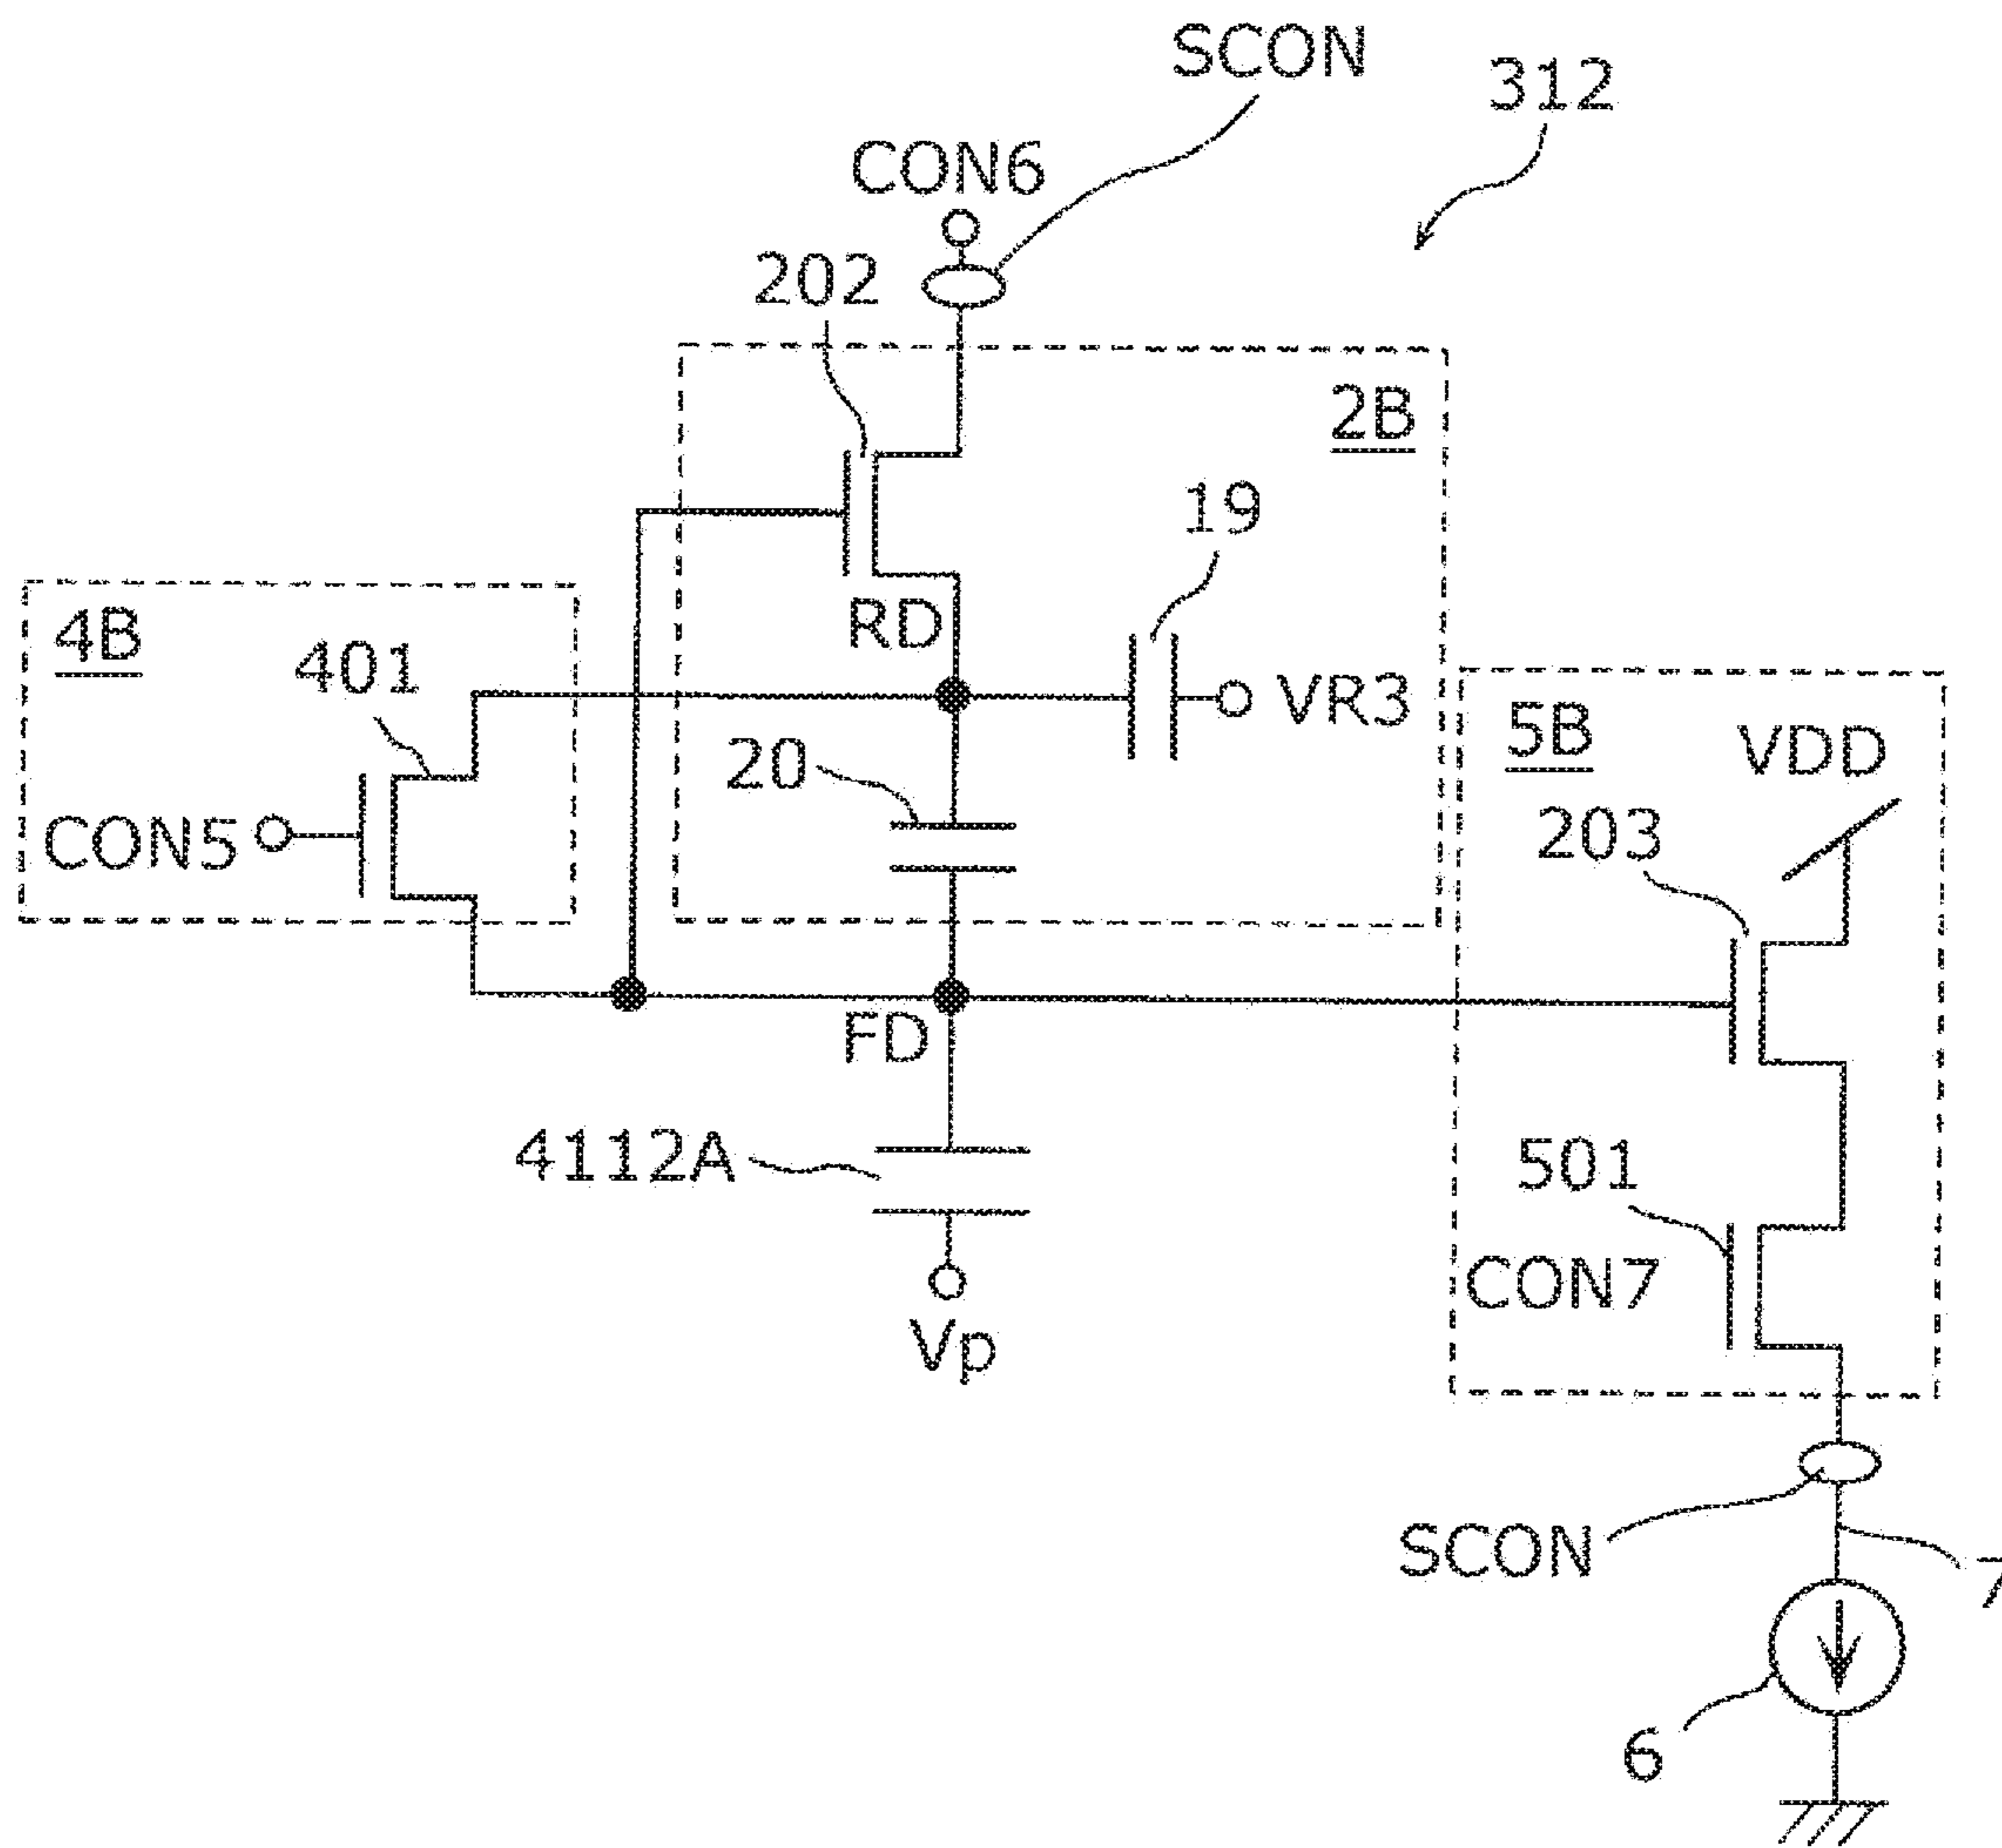 SCON
312
CON6
202
2B
19
4B
401
RD
VR3
20
5B
VDD
CON5
203
FD
4112A
501
CON7
Vp
SCON
7
6